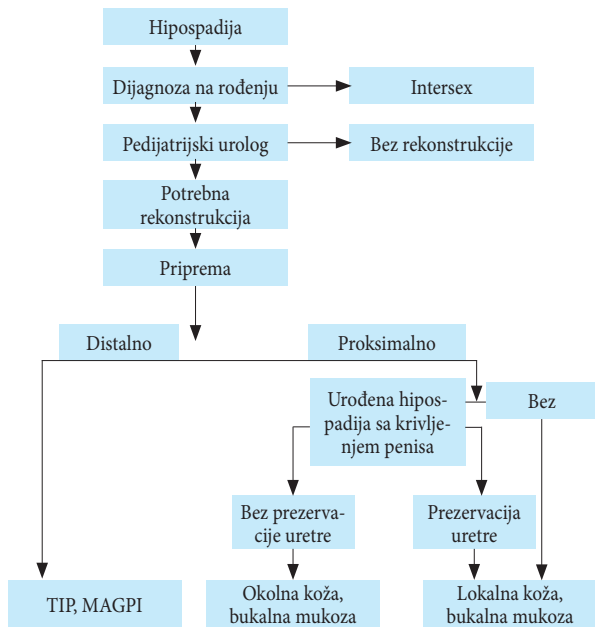 Hipospadija
Dijagnoza na rođenju
Intersex
Pedijatrijski urolog
Bez rekonstrukcije
Potrebna
rekonstrukcija
Priprema
Distalno
Proksimalno
Urođena hipos-
padija sa krivlje-
njem penisa
Bez
Bez prezerva-
cije uretre
Prezervacija
uretre
TIP, MAGPI
Okolna koža,
bukalna mukoza
Lokalna koža,
bukalna mukoza